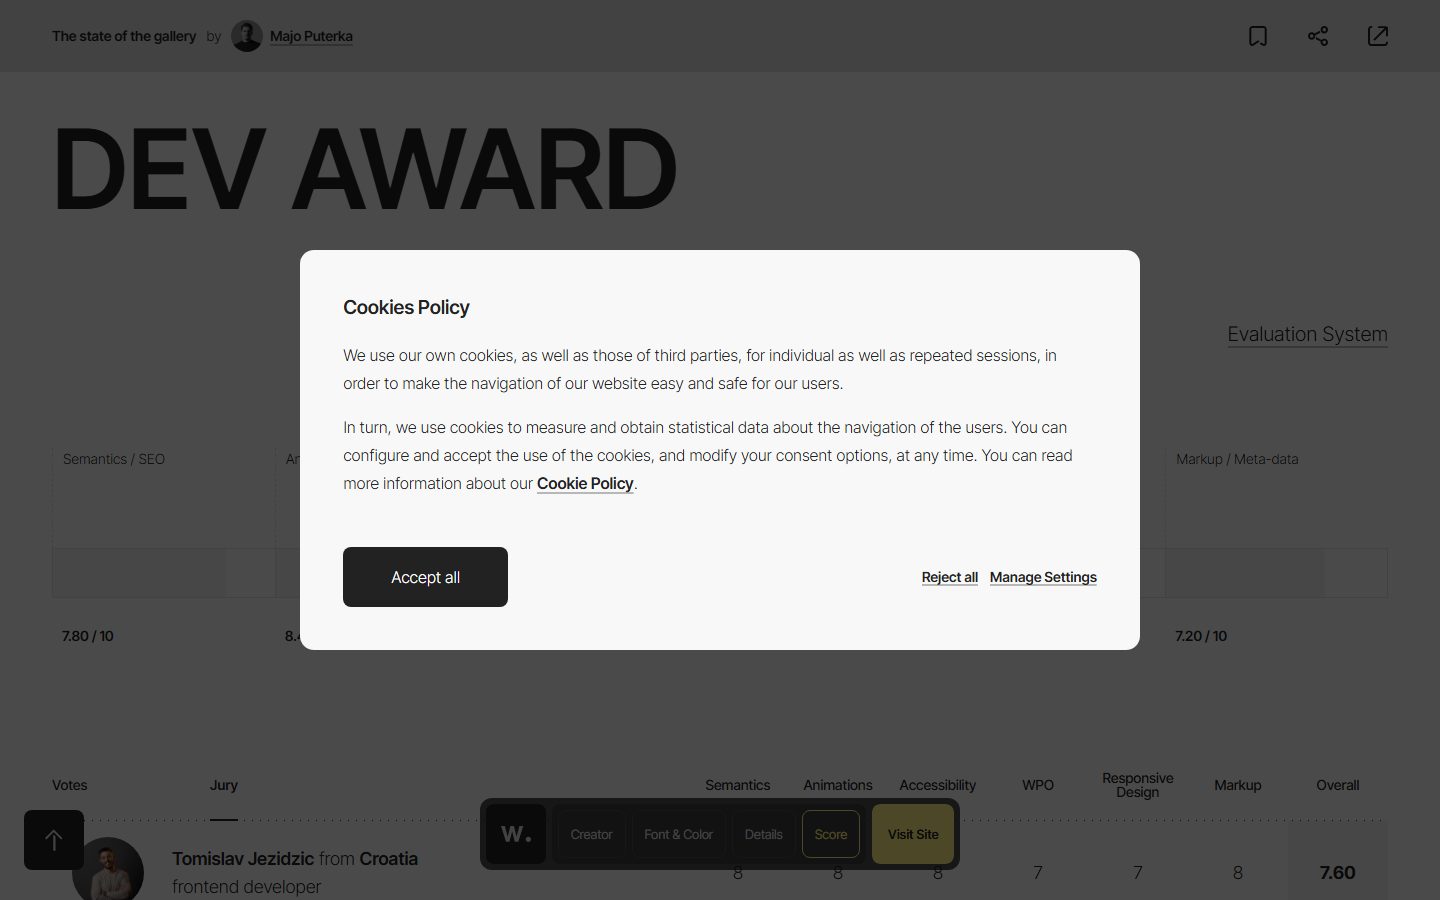 The state of the gallery by Majo Puterka
DEV AWARD
Cookies Policy
We use our own cookies, as well as those of third parties, for individual as well as repeated sessions, in
order to make the navigation of our website easy and safe for our users.
In turn, we use cookies to measure and obtain statistical data about the navigation of the users. You can
configure and accept the use of the cookies, and modify your consent options, at any time. You can read
more information about our Cookie Policy.
Accept all
Reject all Manage Settings
Evaluation System
Semantics / SEO
Markup / Meta-data
7.80 / 10
7.20 / 10
Votes Jury Semantics Animations Accessibility WPO Responsive Design Markup Overall
W. Creator Font & Color Details Score Visit Site
Tomislav Jezidzic from Croatia
frontend developer
8 8 8 7 7 8 7.60